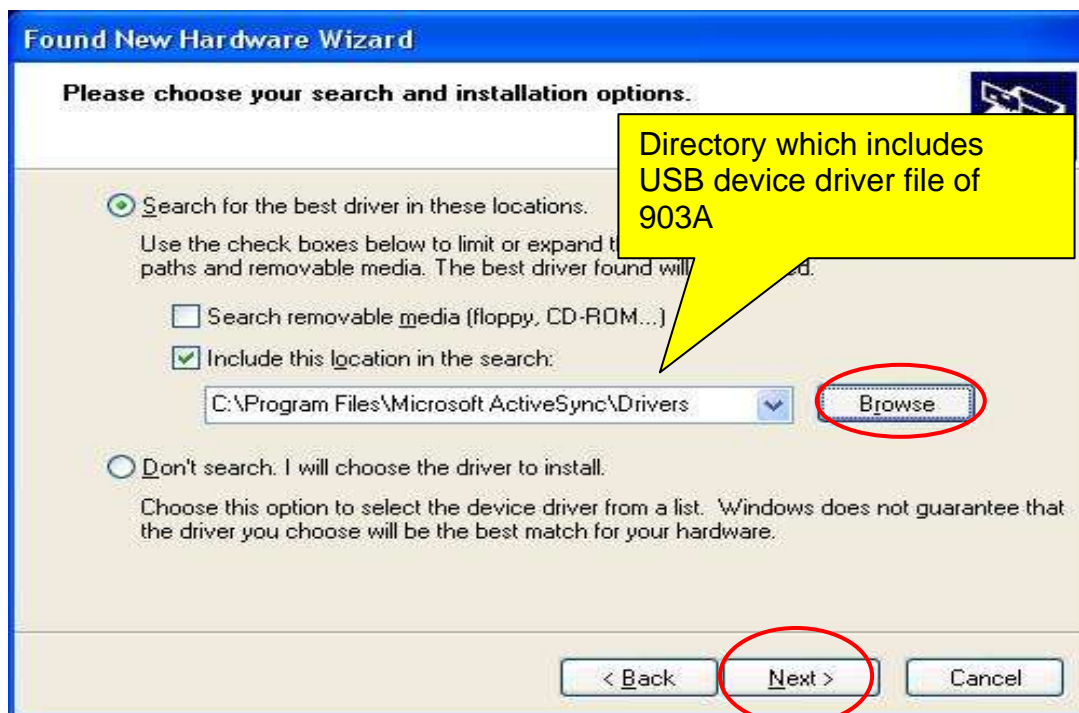 Found New Hardware Wizard
Please choose your search and installation options.
Directory which includes
USB device driver file of
903A
Search for the best driver in these locations.
Use the check boxes below to limit or expand t
paths and removable media. The best driver found will ed.
Search removable media (floppy, CD-ROM...)
Include this location in the search:
C:\Program Files\Microsoft ActiveSync\Drivers
Browse
Don't search. I will choose the driver to install.
Choose this option to select the device driver from a list. Windows does not guarantee that
the driver you choose will be the best match for your hardware.
< Back Next > Cancel